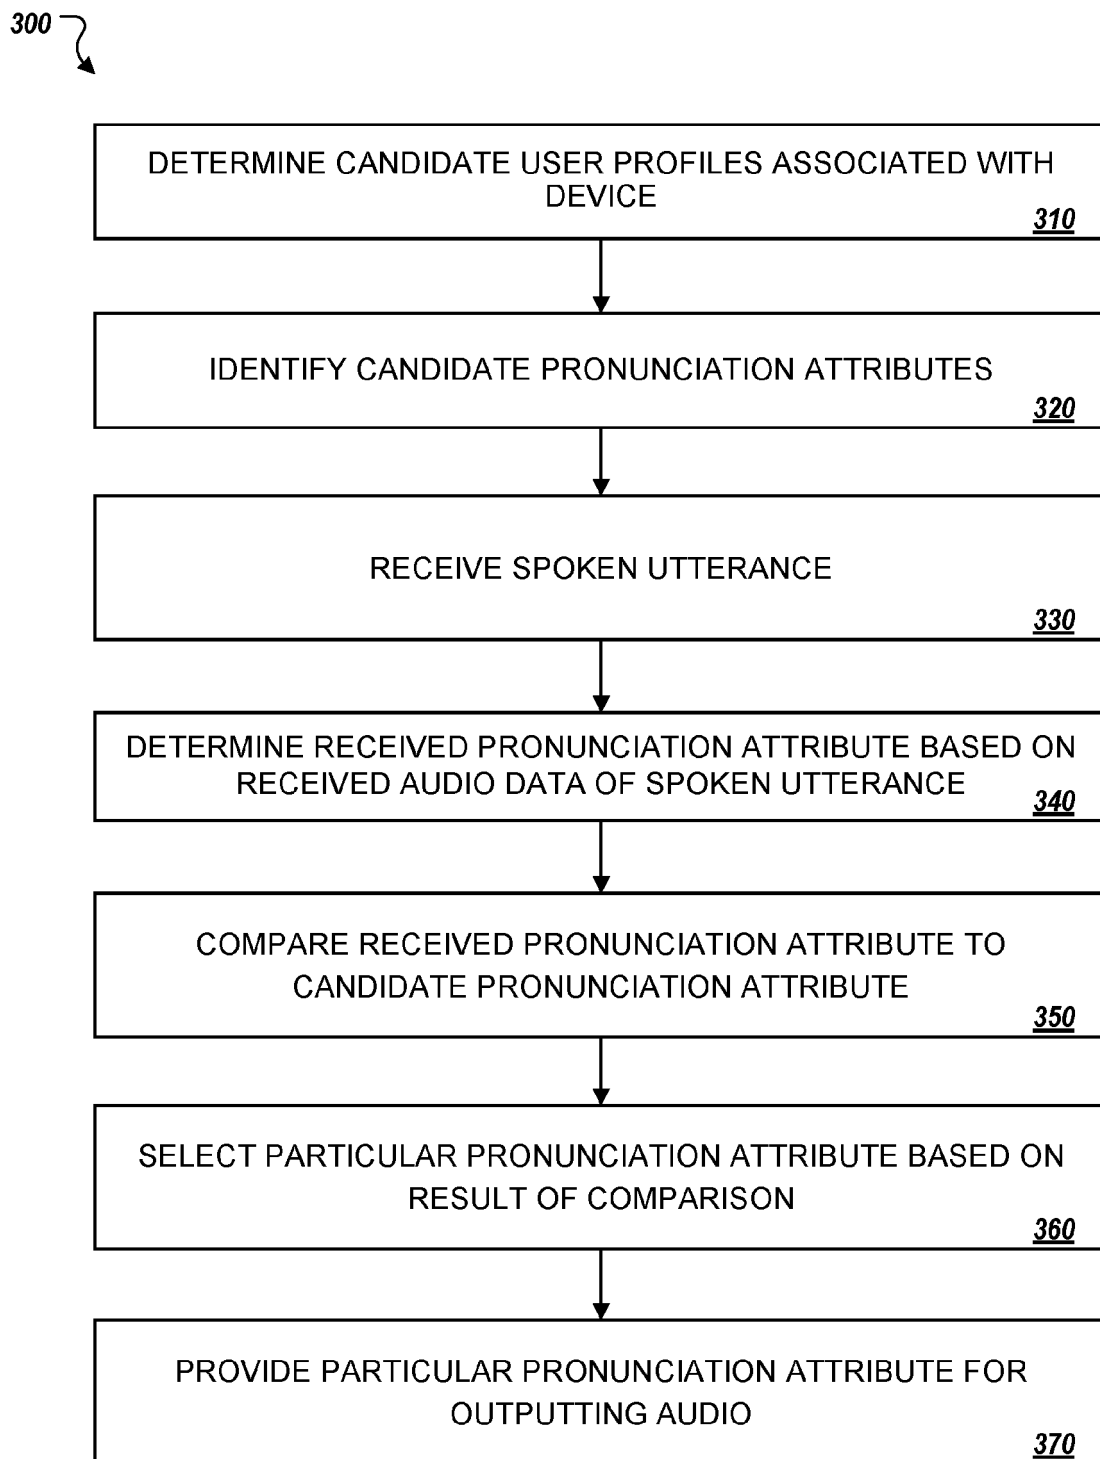 300
DETERMINE CANDIDATE USER PROFILES ASSOCIATED WITH
DEVICE
310
IDENTIFY CANDIDATE PRONUNCIATION ATTRIBUTES
320
RECEIVE SPOKEN UTTERANCE
330
DETERMINE RECEIVED PRONUNCIATION ATTRIBUTE BASED ON
RECEIVED AUDIO DATA OF SPOKEN UTTERANCE
340
COMPARE RECEIVED PRONUNCIATION ATTRIBUTE TO
CANDIDATE PRONUNCIATION ATTRIBUTE
350
SELECT PARTICULAR PRONUNCIATION ATTRIBUTE BASED ON
RESULT OF COMPARISON
360
PROVIDE PARTICULAR PRONUNCIATION ATTRIBUTE FOR
OUTPUTTING AUDIO
370